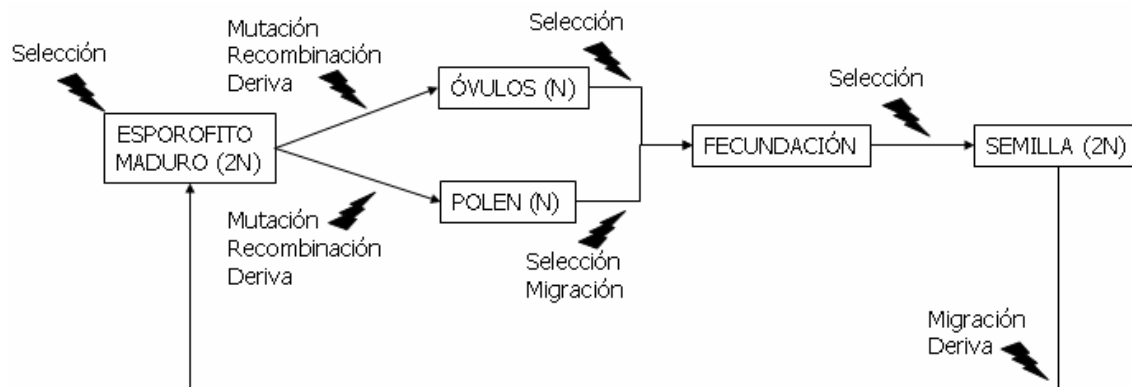 Selección
Mutación
Recombinación
Deriva
Selección
ÓVULOS (N)
Selección
ESPOROFITO
MADURO (2N)
FECUNDACIÓN
SEMILLA (2N)
POLEN (N)
Mutación
Recombinación
Deriva
Selección
Migración
Migración
Deriva